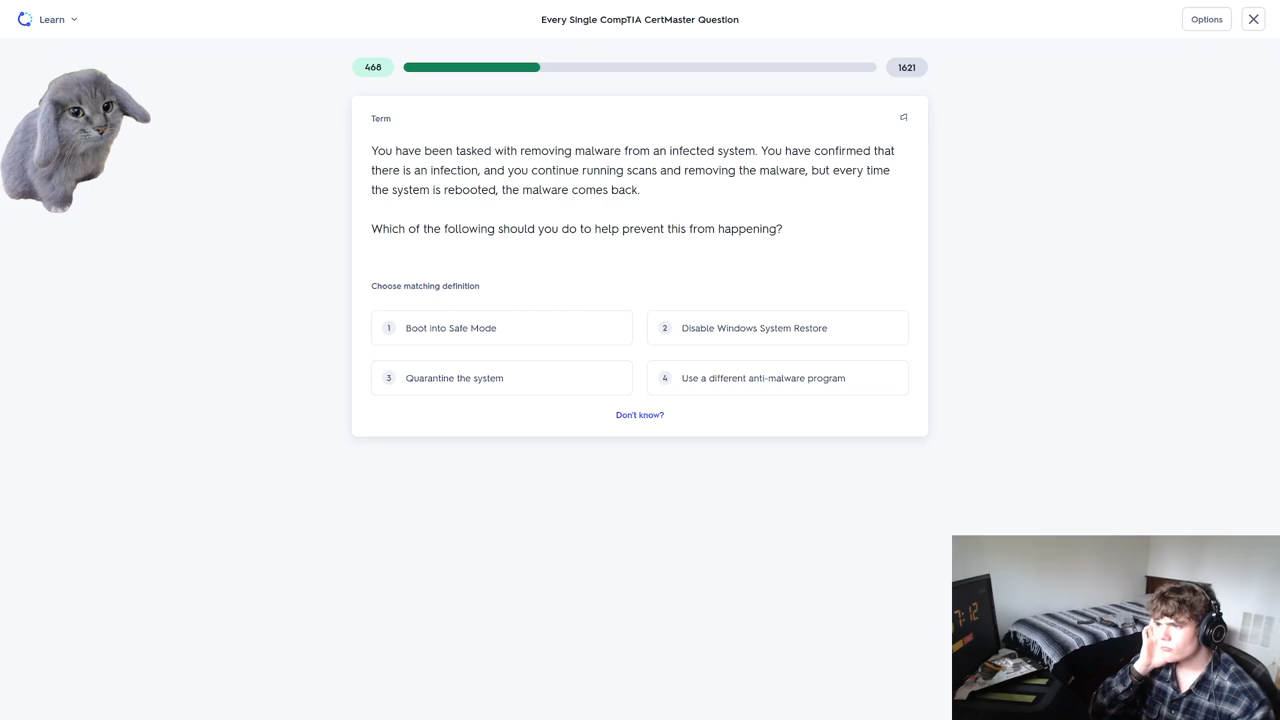 Learn
Every Single CompTIA CertMaster Question
Options
468
1621
Term
You have been tasked with removing malware from an infected system. You have confirmed that
there is an infection, and you continue running scans and removing the malware, but every time
the system is rebooted, the malware comes back.
Which of the following should you do to help prevent this from happening?
Choose matching definition
1 Boot into Safe Mode
2 Disable Windows System Restore
3 Quarantine the system
4 Use a different anti-malware program
Don't know?
7:12